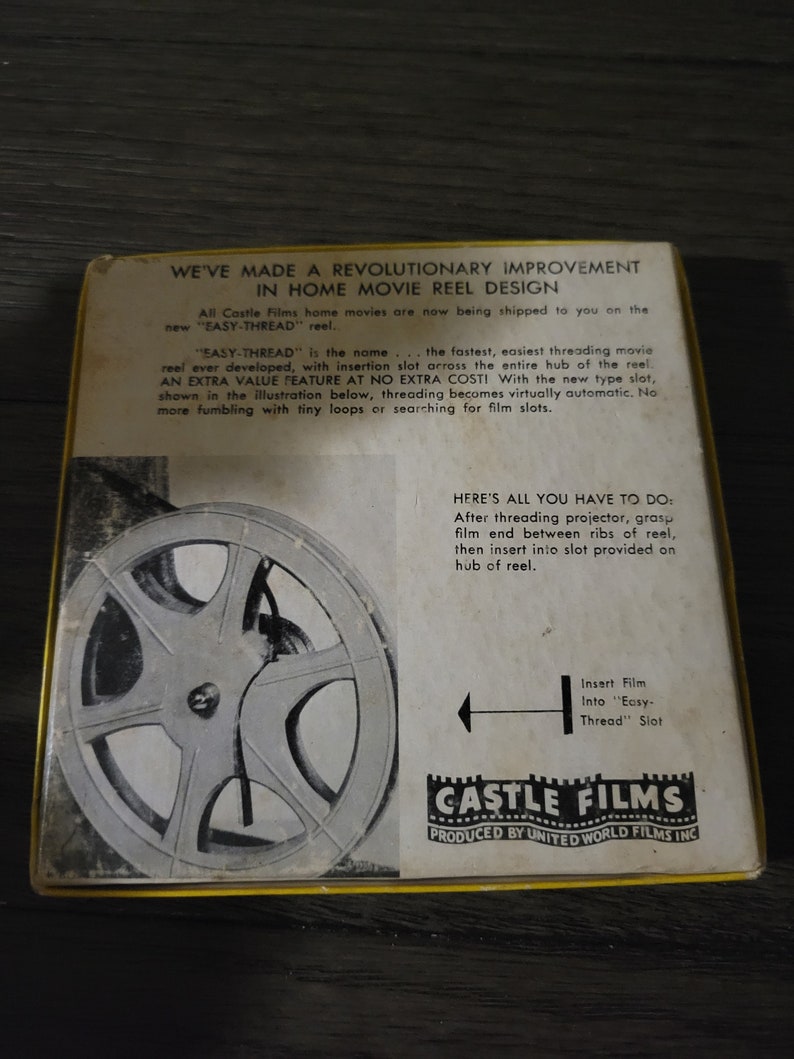 WE'VE MADE A REVOLUTIONARY IMPROVEMENT
IN HOME MOVIE REEL DESIGN
All Castle Films home movies are now being shipped to you on the
new "EASY-THREAD" reel.
"EASY-THREAD" is the name . . . the fastest, easiest threading movie
reel ever developed, with insertion slot across the entire hub of the reel.
AN EXTRA VALUE FEATURE AT NO EXTRA COST! With the new type slot,
shown in the illustration below, threading becomes virtually automatic. No
more fumbling with tiny loops or searching for film slots.
HERE'S ALL YOU HAVE TO DO:
After threading projector, grasp
film end between ribs of reel,
then insert into slot provided on
hub of reel.
Insert Film
Into "Easy-
Thread" Slot
CASTLE FILMS
PRODUCED BY UNITED WORLD FILMS INC